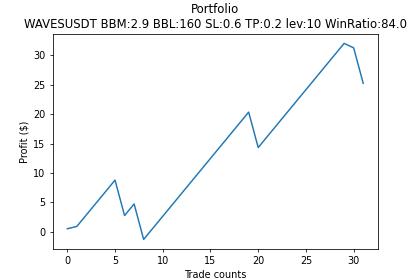 Portfolio
WAVESUSDT BBM:2.9 BBL:160 SL:0.6 TP:0.2 lev:10 WinRatio:84.0
Profit ($)
30
25
20
15
10
5
0
0 5 10 15 20 25 30
Trade counts